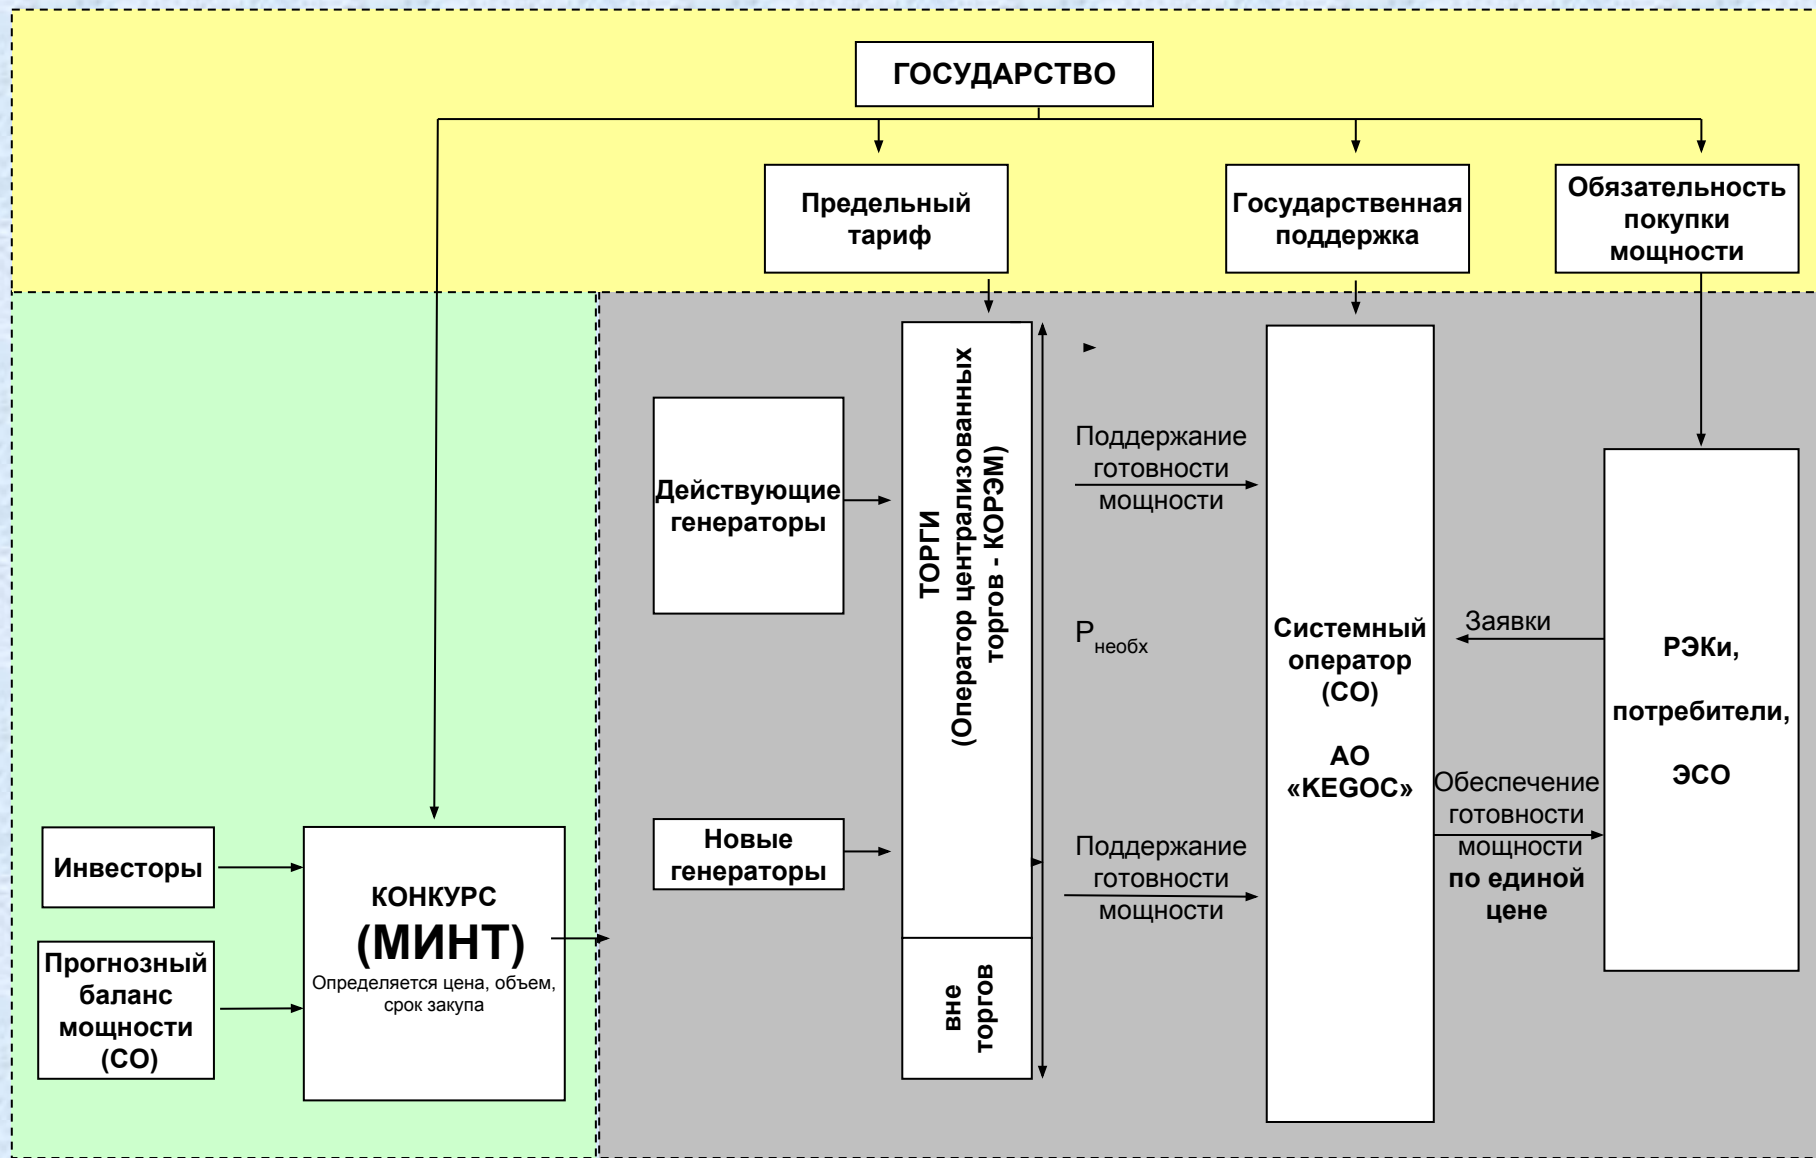 ГОСУДАРСТВО
Предельный
тариф
Государственная
поддержка
Обязательность
покупки
мощности
Действующие
генераторы
ТОРГИ
(Оператор централизованных
торгов - КОРЭМ)
Поддержание
готовности
мощности
Р необх
Системный
оператор
(СО)
АО
«KEGOC»
Заявки
РЭКи,
потребители,
ЭСО
Обеспечение
готовности
мощности
по единой
цене
Новые
генераторы
Поддержание
готовности
мощности
вне
торгов
Инвесторы
Прогнозный
баланс
мощности
(СО)
КОНКУРС
(МИНТ)
Определяется цена, объем,
срок закупа